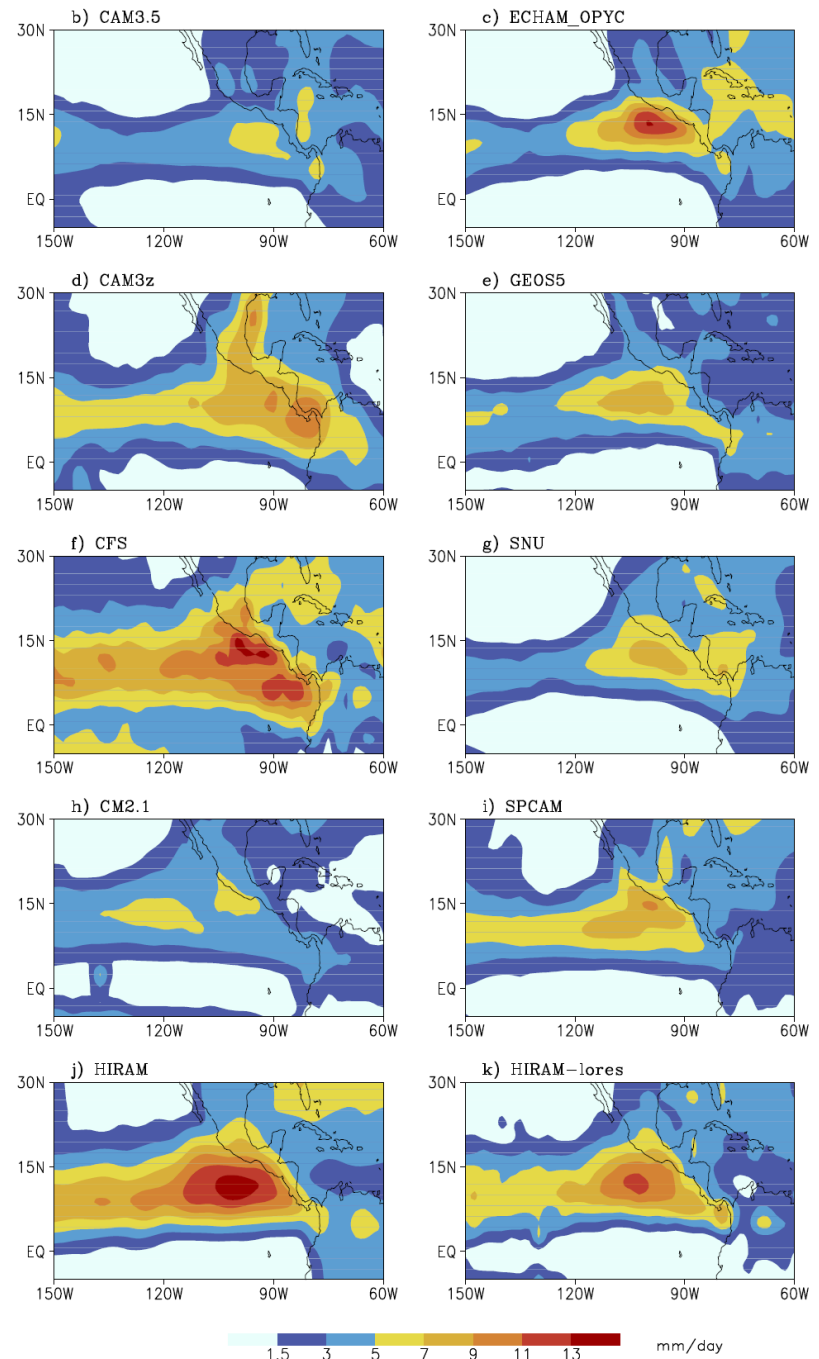 b) CAM3.5
30N
15N
EQ
150W 120W 90W 60W
c) ECHAM_OPYC
30N
15N
EQ
150W 120W 90W 60W
d) CAM3z
30N
15N
EQ
150W 120W 90W 60W
e) GEOS5
30N
15N
EQ
150W 120W 90W 60W
f) CFS
30N
15N
EQ
150W 120W 90W 60W
g) SNU
30N
15N
EQ
150W 120W 90W 60W
h) CM2.1
30N
15N
EQ
150W 120W 90W 60W
i) SPCAM
30N
15N
EQ
150W 120W 90W 60W
j) HIRAM
30N
15N
EQ
150W 120W 90W 60W
k) HIRAM-lores
30N
15N
EQ
150W 120W 90W 60W
1.5 3 5 7 9 11 13 mm/day